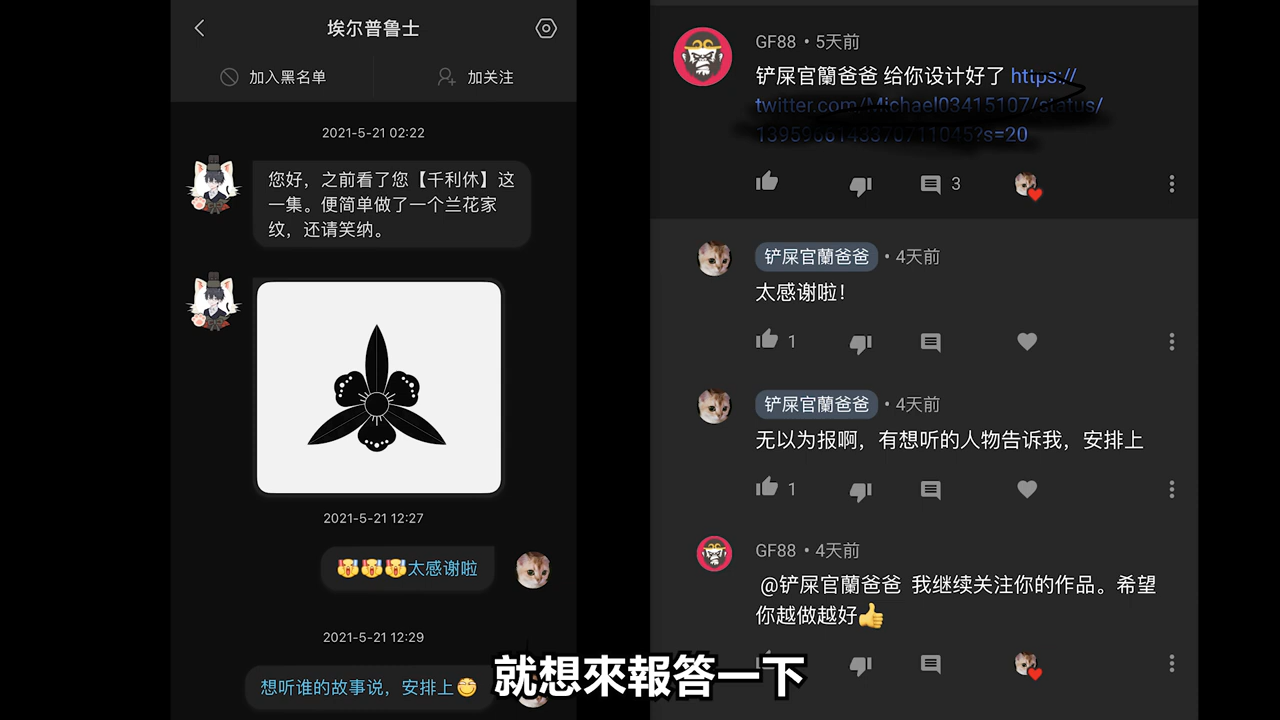 埃尔普鲁士
加入黑名单
加关注
2021-5-21 02:22
您好，之前看了您【千利休】这
一集。便简单做了一个兰花家
纹，还请笑纳。
2021-5-21 12:27
太感谢啦
2021-5-21 12:29
想听谁的故事说，安排上
GF88 • 5天前
铲屎官蘭爸爸 给你设计好了 https://
twitter.com/Michael03415107/status/
3
铲屎官蘭爸爸 • 4天前
太感谢啦！
1
铲屎官蘭爸爸 • 4天前
无以为报啊，有想听的人物告诉我，安排上
1
GF88 • 4天前
@铲屎官蘭爸爸 我继续关注你的作品。希望
你越做越好👍
就想來報答一下